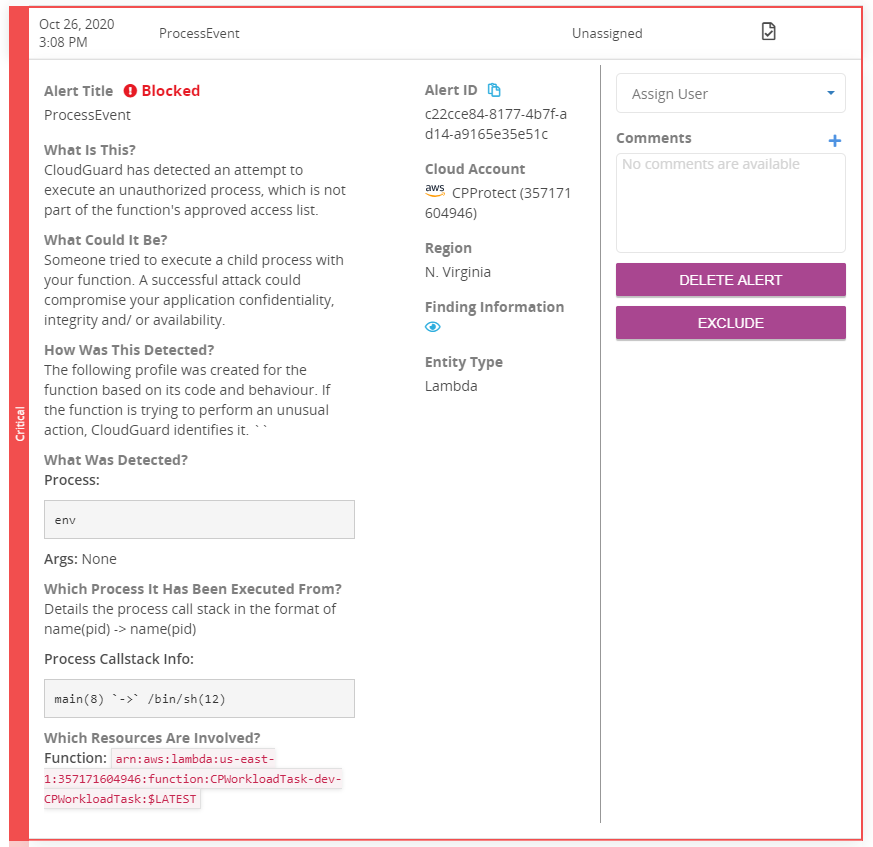 Oct 26, 2020
3:08 PM
ProcessEvent
Unassigned
Critical
Alert Title Blocked
ProcessEvent
What Is This?
CloudGuard has detected an attempt to
execute an unauthorized process, which is not
part of the function's approved access list.
What Could It Be?
Someone tried to execute a child process with
your function. A successful attack could
compromise your application confidentiality,
integrity and/ or availability.
How Was This Detected?
The following profile was created for the
function based on its code and behaviour. If
the function is trying to perform an unusual
action, CloudGuard identifies it. ``
What Was Detected?
Process:
env
Args: None
Which Process It Has Been Executed From?
Details the process call stack in the format of
name(pid) -> name(pid)
Process Callstack Info:
main(8) `->` /bin/sh(12)
Which Resources Are Involved?
Function: arn:aws:lambda:us-east-
1:357171604946:function:CPWorkloadTask-dev-
CPWorkloadTask:$LATEST
Alert ID
c22cce84-8177-4b7f-a
d14-a9165e35e51c
Cloud Account
aws CPProtect (357171
604946)
Region
N. Virginia
Finding Information
Entity Type
Lambda
Assign User
Comments
No comments are available
DELETE ALERT
EXCLUDE